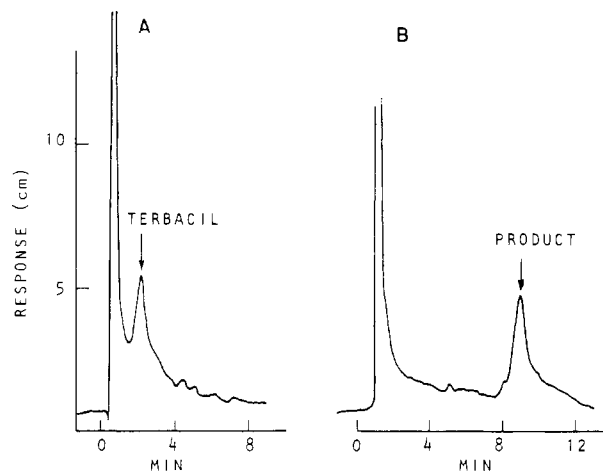 A
B
10
5
RESPONSE (cm)
TERBACIL
PRODUCT
0 4 8
MIN
0 4 8 12
MIN